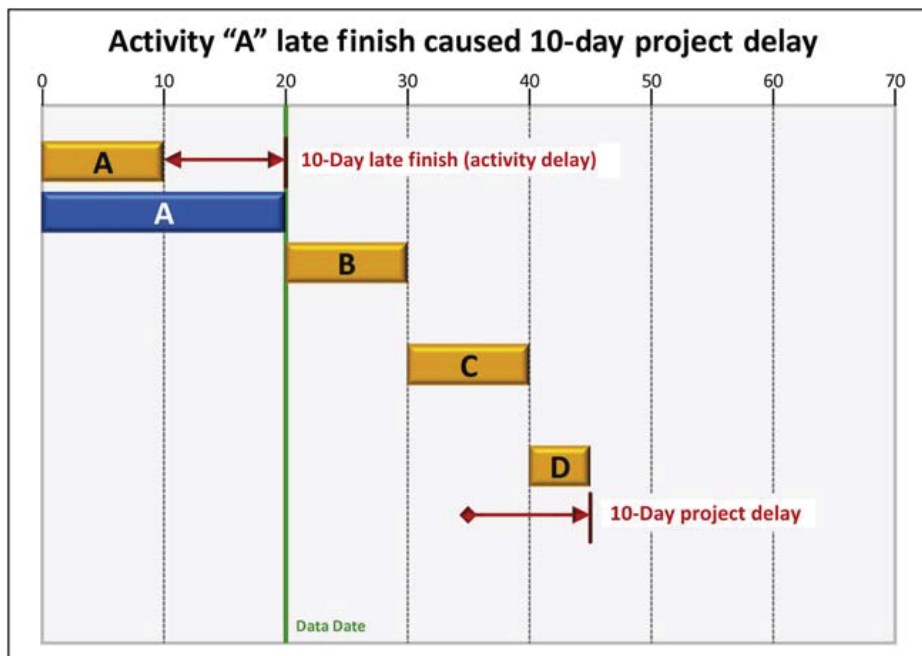 Activity “A” late finish caused 10-day project delay
0 10 20 30 40 50 60 70
A
10-Day late finish (activity delay)
A
B
C
D
10-Day project delay
Data Date